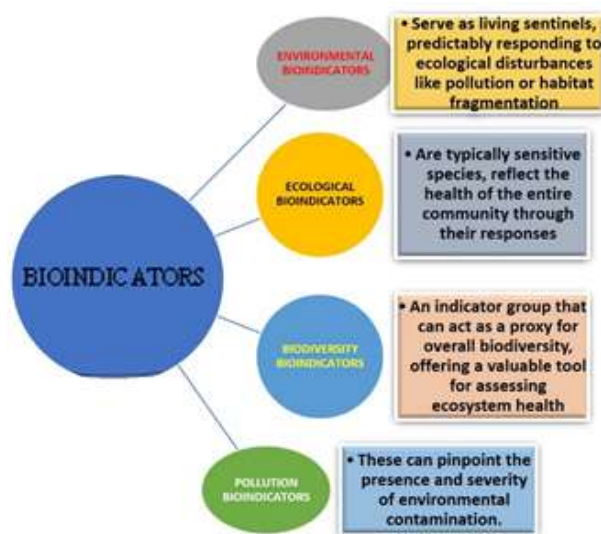 BIOINDICATORS
ENVIRONMENTAL
BIOINDICATORS
• Serve as living sentinels,
predictably responding to
ecological disturbances
like pollution or habitat
fragmentation
ECOLOGICAL
BIOINDICATORS
• Are typically sensitive
species, reflect the
health of the entire
community through
their responses
BIODIVERSITY
BIOINDICATORS
• An indicator group that
can act as a proxy for
overall biodiversity,
offering a valuable tool
for assessing
ecosystem health
POLLUTION
BIOINDICATORS
• These can pinpoint the
presence and severity
of environmental
contamination.